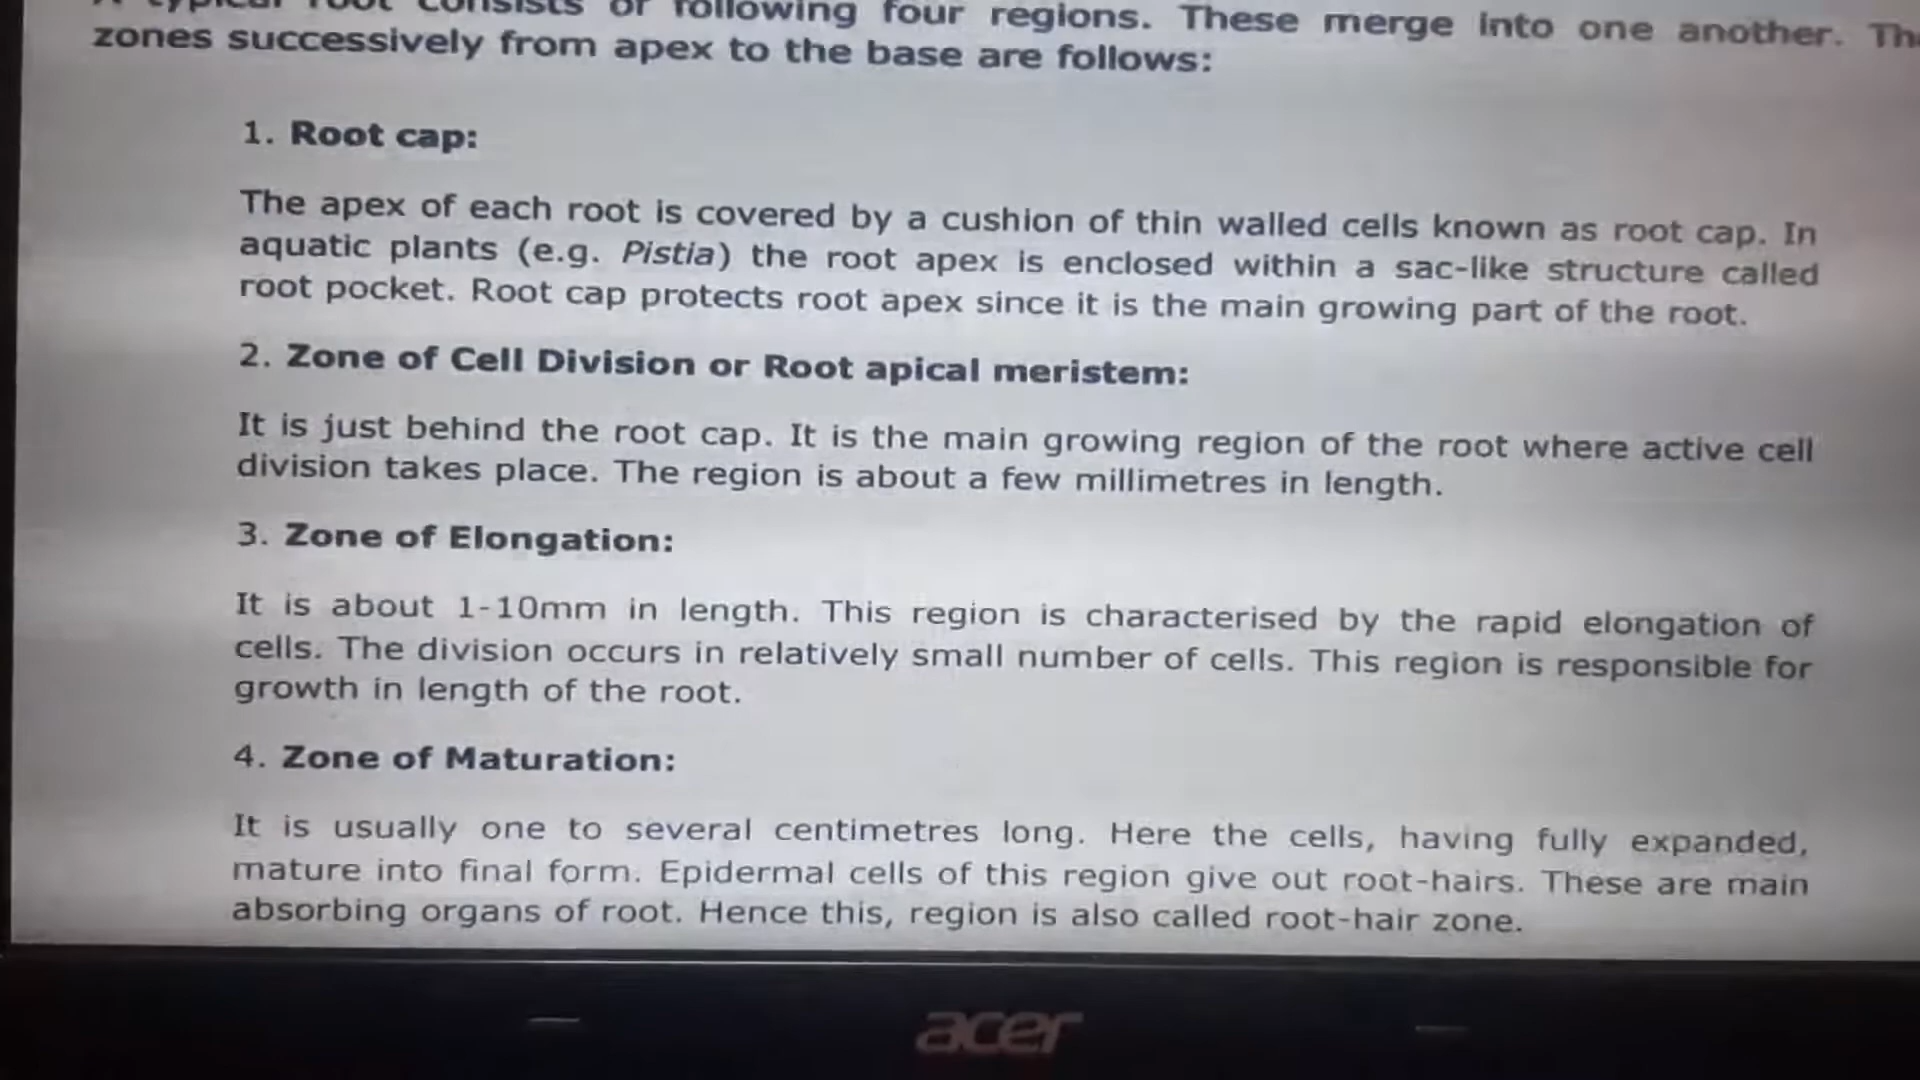 A typical root consists of following four regions. These merge into one another.
zones successively from apex to the base are follows:
1. Root cap:
The apex of each root is covered by a cushion of thin walled cells known as root cap. In
aquatic plants (e.g. Pistia) the root apex is enclosed within a sac-like structure called
root pocket. Root cap protects root apex since it is the main growing part of the root.
2. Zone of Cell Division or Root apical meristem:
It is just behind the root cap. It is the main growing region of the root where active cell
division takes place. The region is about a few millimetres in length.
3. Zone of Elongation:
It is about 1-10mm in length. This region is characterised by the rapid elongation of
cells. The division occurs in relatively small number of cells. This region is responsible for
growth in length of the root.
4. Zone of Maturation:
It is usually one to several centimetres long. Here the cells, having fully expanded,
mature into final form. Epidermal cells of this region give out root-hairs. These are main
absorbing organs of root. Hence this, region is also called root-hair zone.
acer